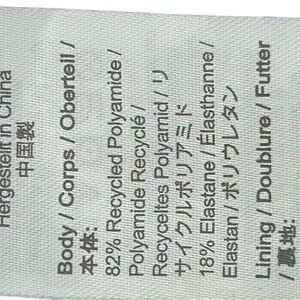 Hergestellt in China
中国製
Body / Corps / Oberteil /
本体:
82% Recycled Polyamide /
Polyamide Recyclé /
Recyceltes Polyamid / リ
サイクルポリアミド
18% Elastane / Élasthanne /
Elastan / ポリウレタン
Lining / Doublure / Futter
/ 裏地: